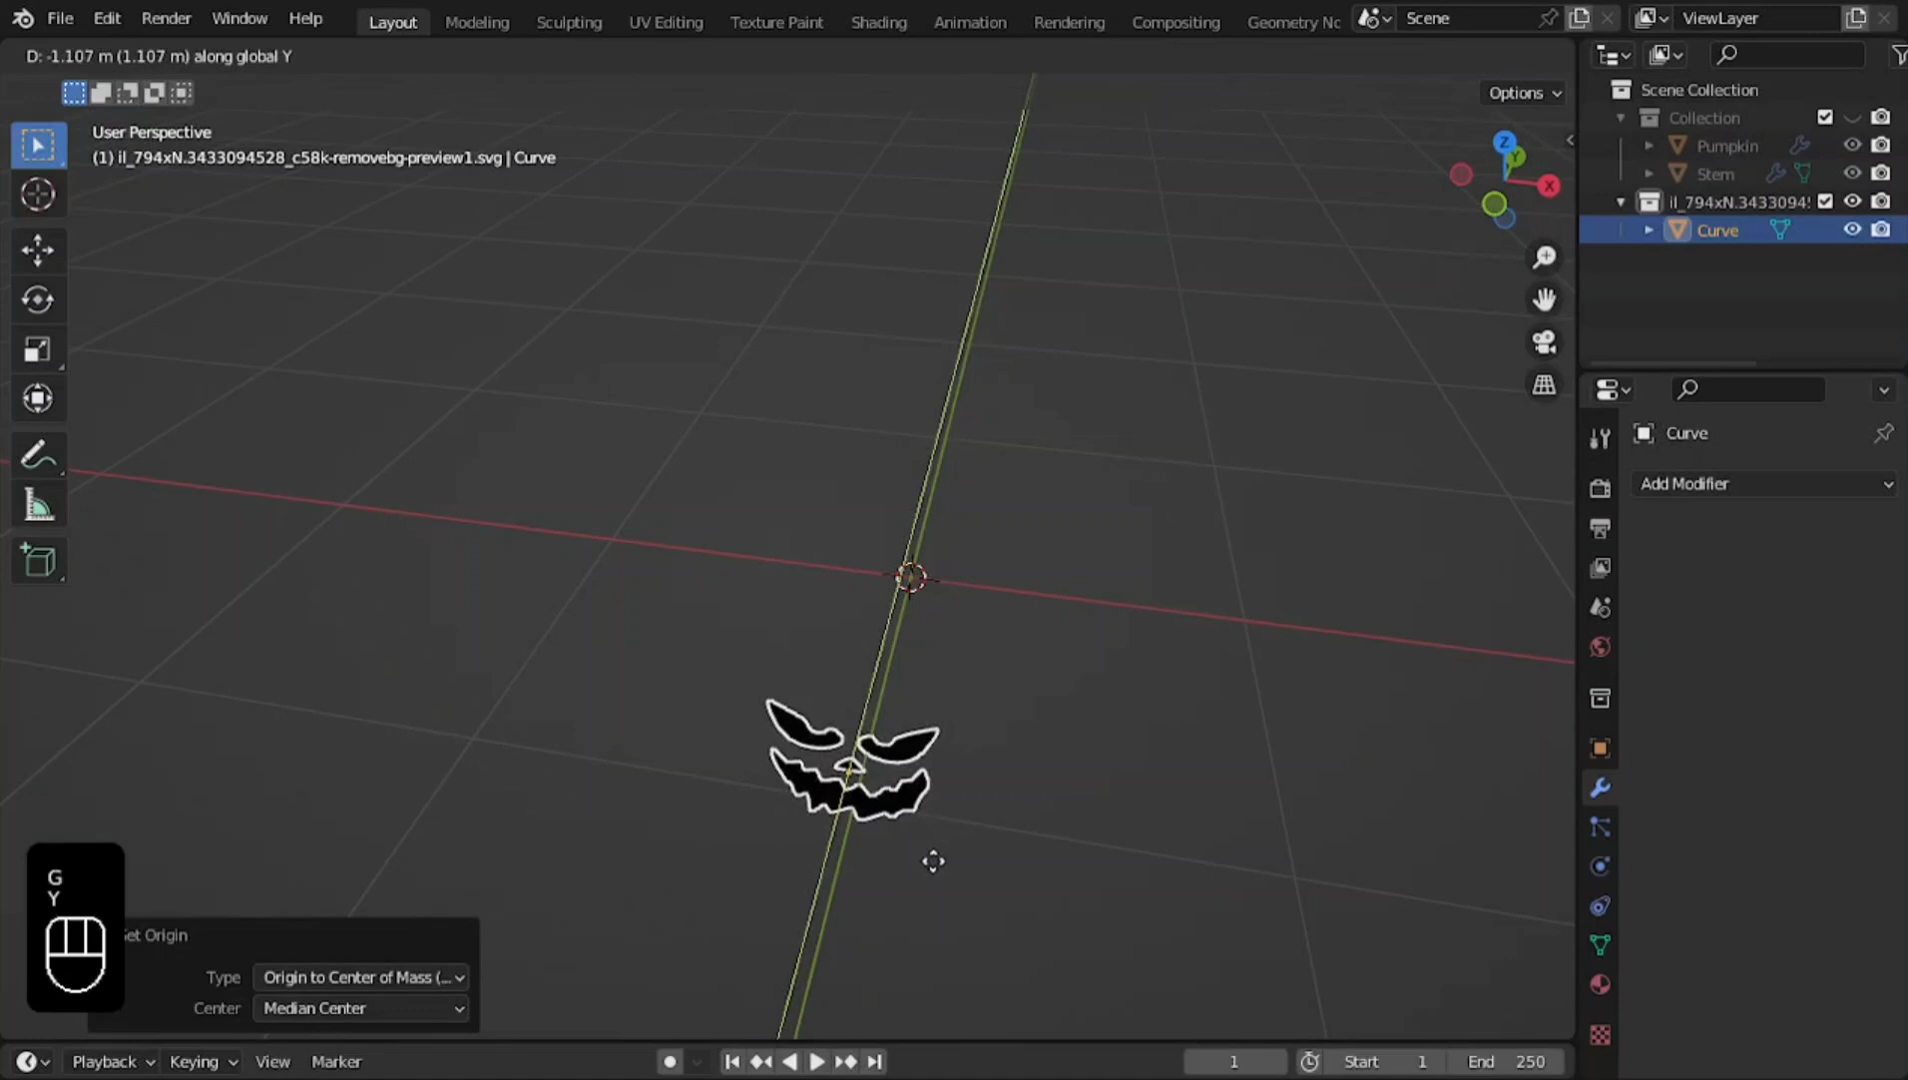 File Edit Render Window Help
Layout Modeling Sculpting UV Editing Texture Paint Shading Animation Rendering Compositing Geometry Nc
Scene
ViewLayer
D: -1.107 m (1.107 m) along global Y
Options
User Perspective
(1) il_794xN.3433094528_c58k-removebg-preview1.svg | Curve
Z
Y
X
Scene Collection
Collection
Pumpkin
Stem
il_794xN.3433094!
Curve
Curve
Add Modifier
G
Y
et Origin
Type Origin to Center of Mass (...
Center Median Center
Playback Keying View Marker
1
Start 1
End 250